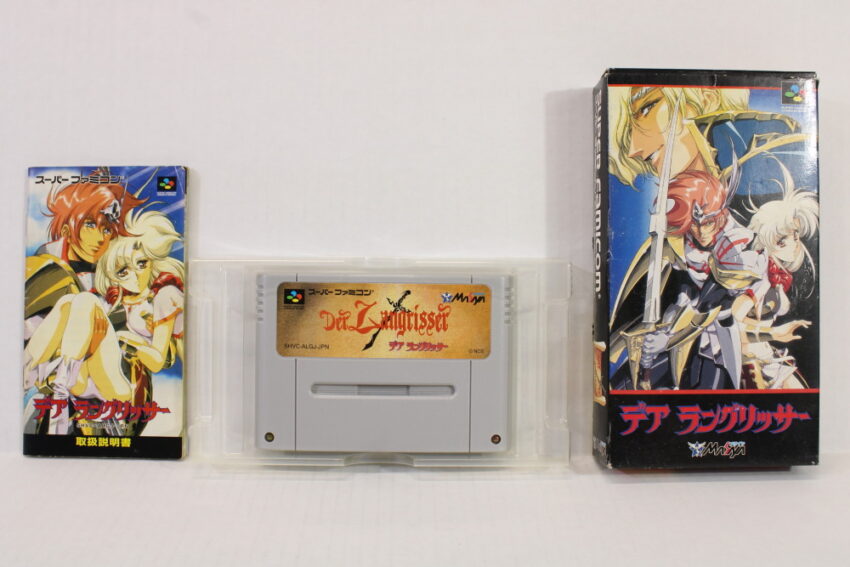 スーパーファミコン
デア ラングリッサー
取扱説明書
スーパーファミコン
MASAYA
Der Langrisser
デア ラングリッサー
SHVC-ALGJ-JPN
©NCS
SUPER FAMICOM
デア ラングリッサー
MASAYA